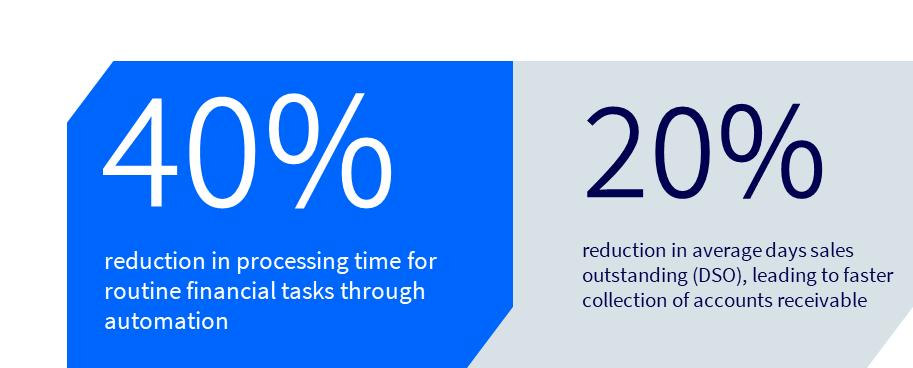 40%
reduction in processing time for
routine financial tasks through
automation
20%
reduction in average days sales
outstanding (DSO), leading to faster
collection of accounts receivable